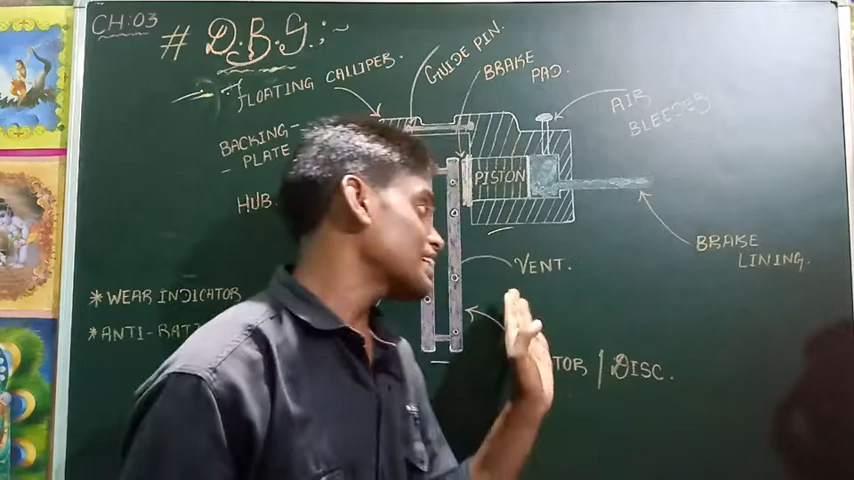 CH:03
# D.B.S.;
FLOATING CALLIPER.
GUIDE PIN.
BRAKE
PAD.
AIR
BLEEDER.
BACKING
PLATE
PISTON
HUB.
BRAKE
LINING.
VENT.
* WEAR INDICATOR
* ANTI-
/ DISC.